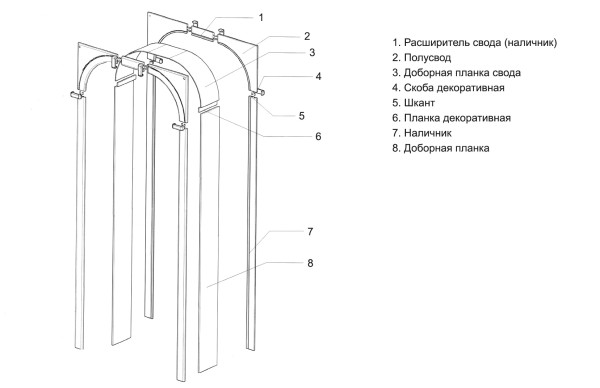 1
2
3
4
5
6
7
8
1. Расширитель свода (наличник)
2. Полусвод
3. Доборная планка свода
4. Скоба декоративная
5. Шкант
6. Планка декоративная
7. Наличник
8. Доборная планка